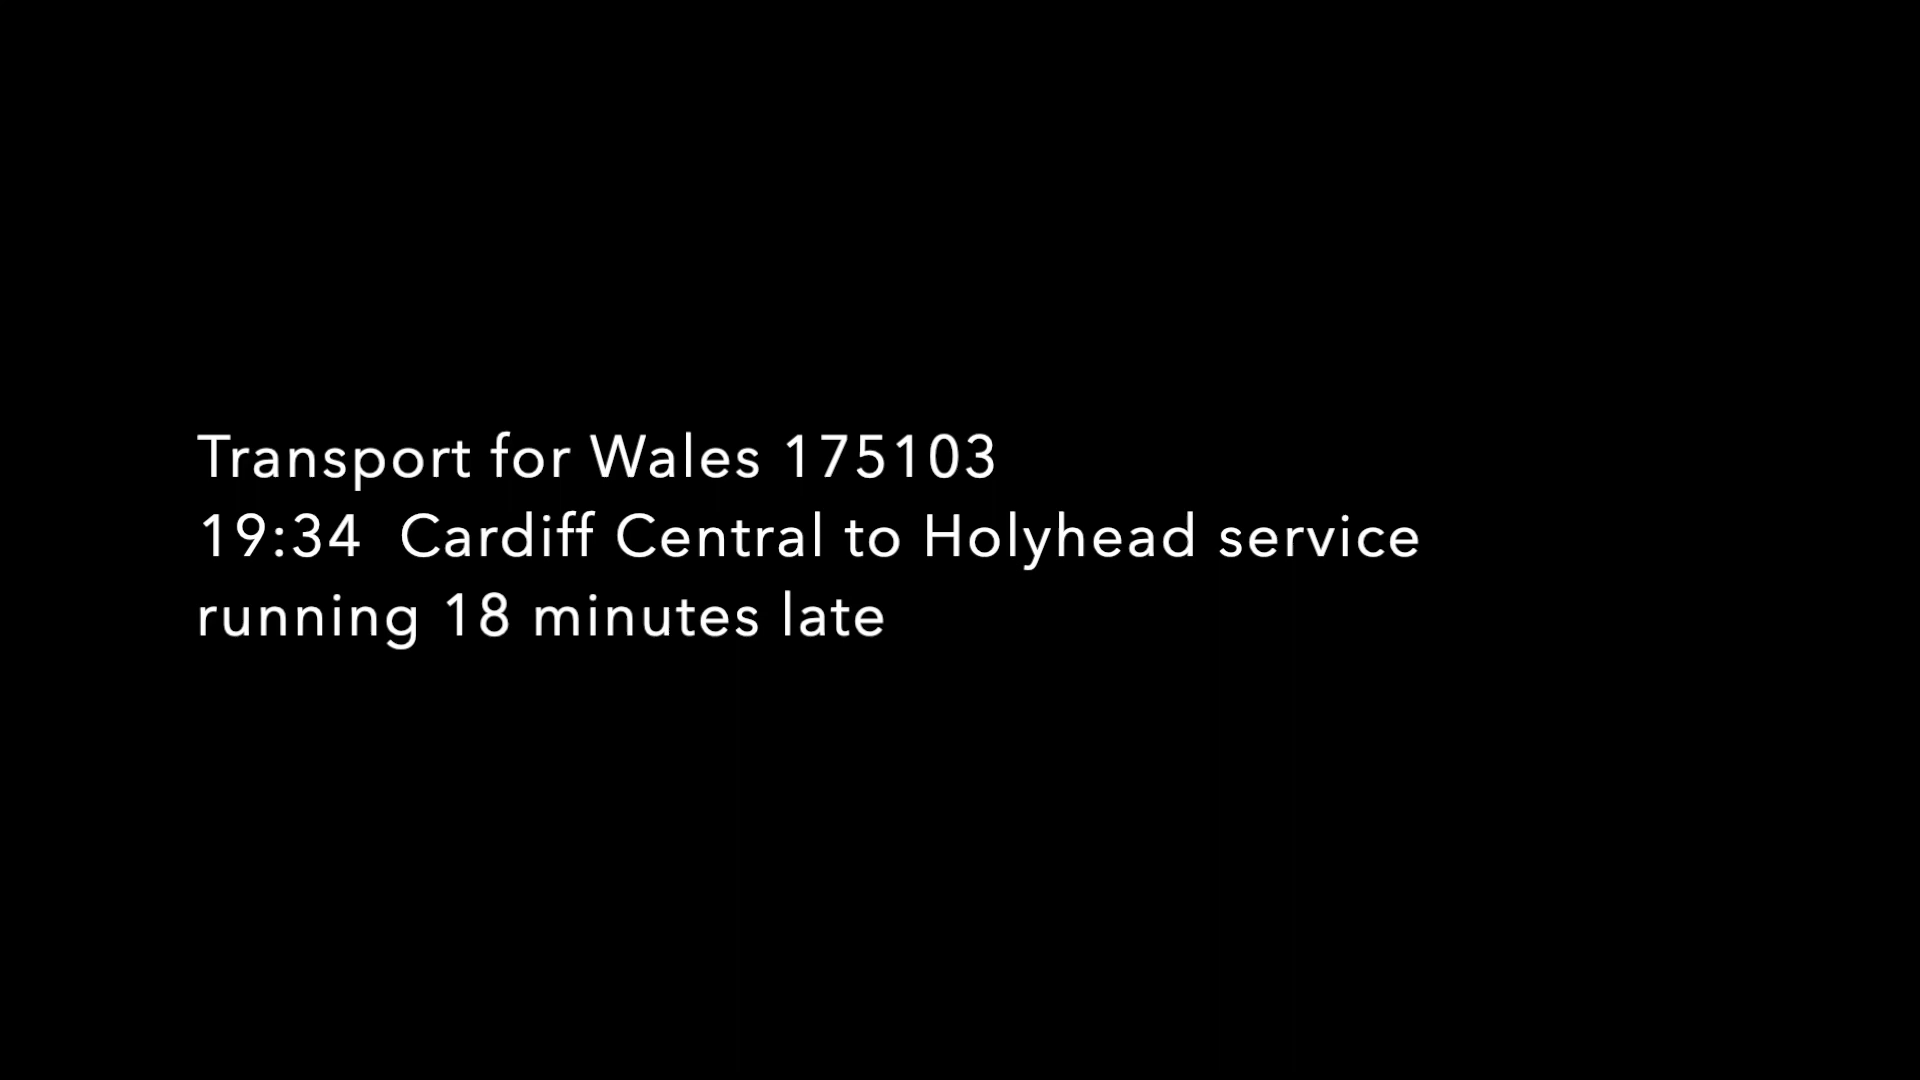 Transport for Wales 175103
19:34  Cardiff Central to Holyhead service
running 18 minutes late